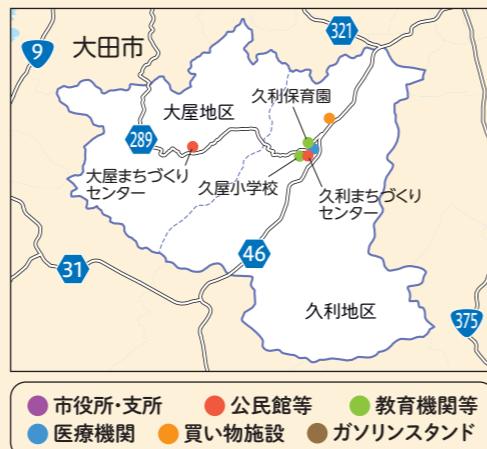 321
9
大田市
久利保育園
大屋地区
289
大屋まちづくり
センター
久屋小学校
久利まちづくり
センター
46
31
久利地区
375
市役所・支所
公民館等
教育機関等
医療機関
買い物施設
ガソリンスタンド